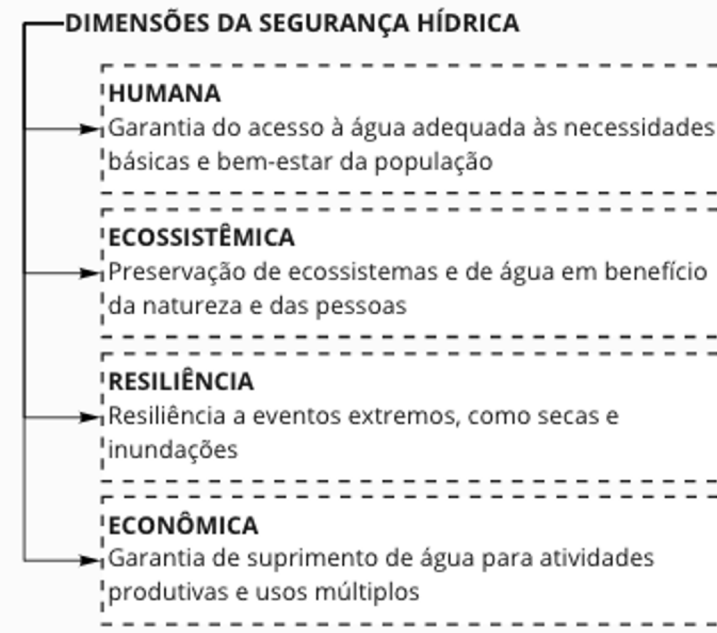 DIMENSÕES DA SEGURANÇA HÍDRICA
HUMANA
Garantia do acesso à água adequada às necessidades
básicas e bem-estar da população
ECOSSISTÊMICA
Preservação de ecossistemas e de água em benefício
da natureza e das pessoas
RESILIÊNCIA
Resiliência a eventos extremos, como secas e
inundações
ECONÔMICA
Garantia de suprimento de água para atividades
produtivas e usos múltiplos